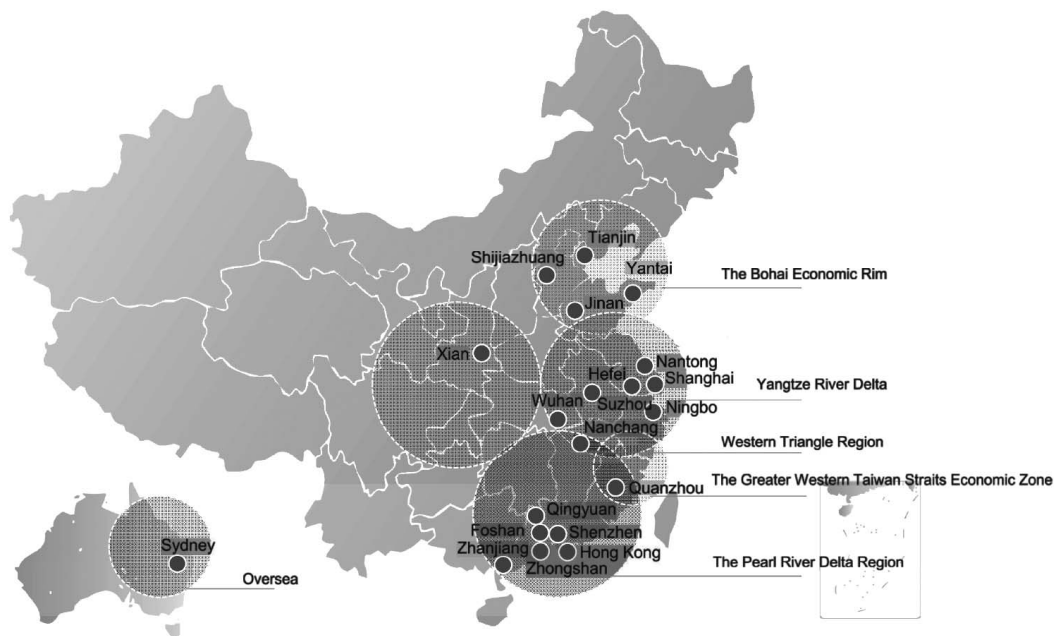 Tianjin
Shijiazhuang
Yantai
The Bohai Economic Rim
Jinan
Xian
Nantong
Hefei
Shanghai
Yangtze River Delta
Wuhan
Suzhou
Ningbo
Nanchang
Western Triangle Region
The Greater Western Taiwan Straits Economic Zone
Quanzhou
Qingyuan
Foshan
Shenzhen
Sydney
Zhanjiang
Hong Kong
Zhongshan
The Pearl River Delta Region
Oversea